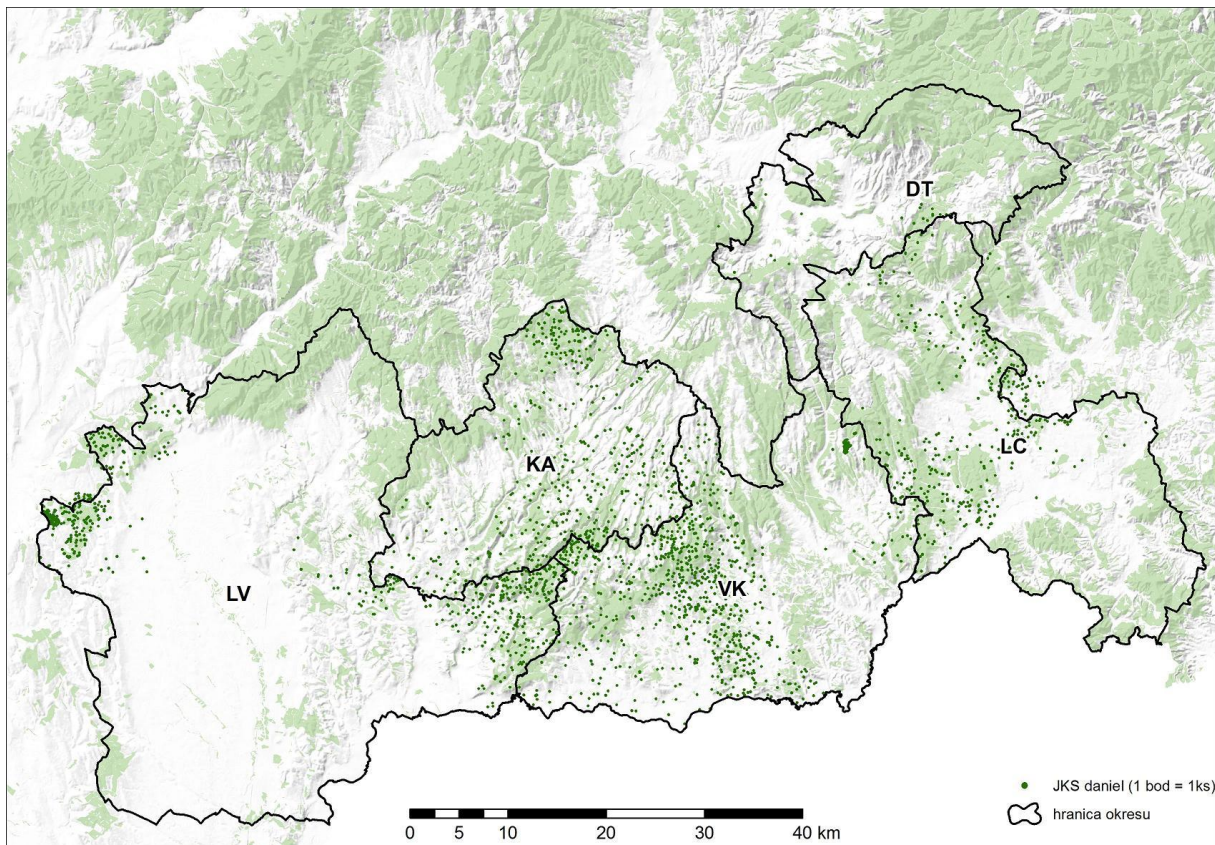 DT
KA
LC
LV
VK
JKS daniel (1 bod = 1ks)
hranica okresu
0 5 10 20 30 40 km